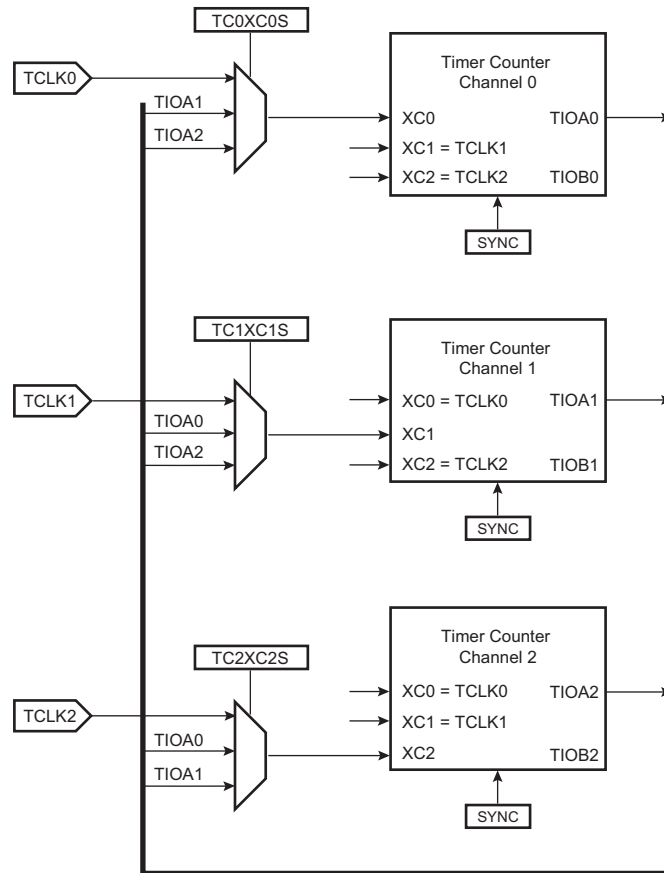 TC0XC0S
TCLK0
TIOA1
TIOA2
Timer Counter
Channel 0
XC0 TIOA0
XC1 = TCLK1
XC2 = TCLK2 TIOB0
SYNC
TC1XC1S
TCLK1
TIOA0
TIOA2
Timer Counter
Channel 1
XC0 = TCLK0 TIOA1
XC1
XC2 = TCLK2 TIOB1
SYNC
TC2XC2S
TCLK2
TIOA0
TIOA1
Timer Counter
Channel 2
XC0 = TCLK0 TIOA2
XC1 = TCLK1
XC2 TIOB2
SYNC